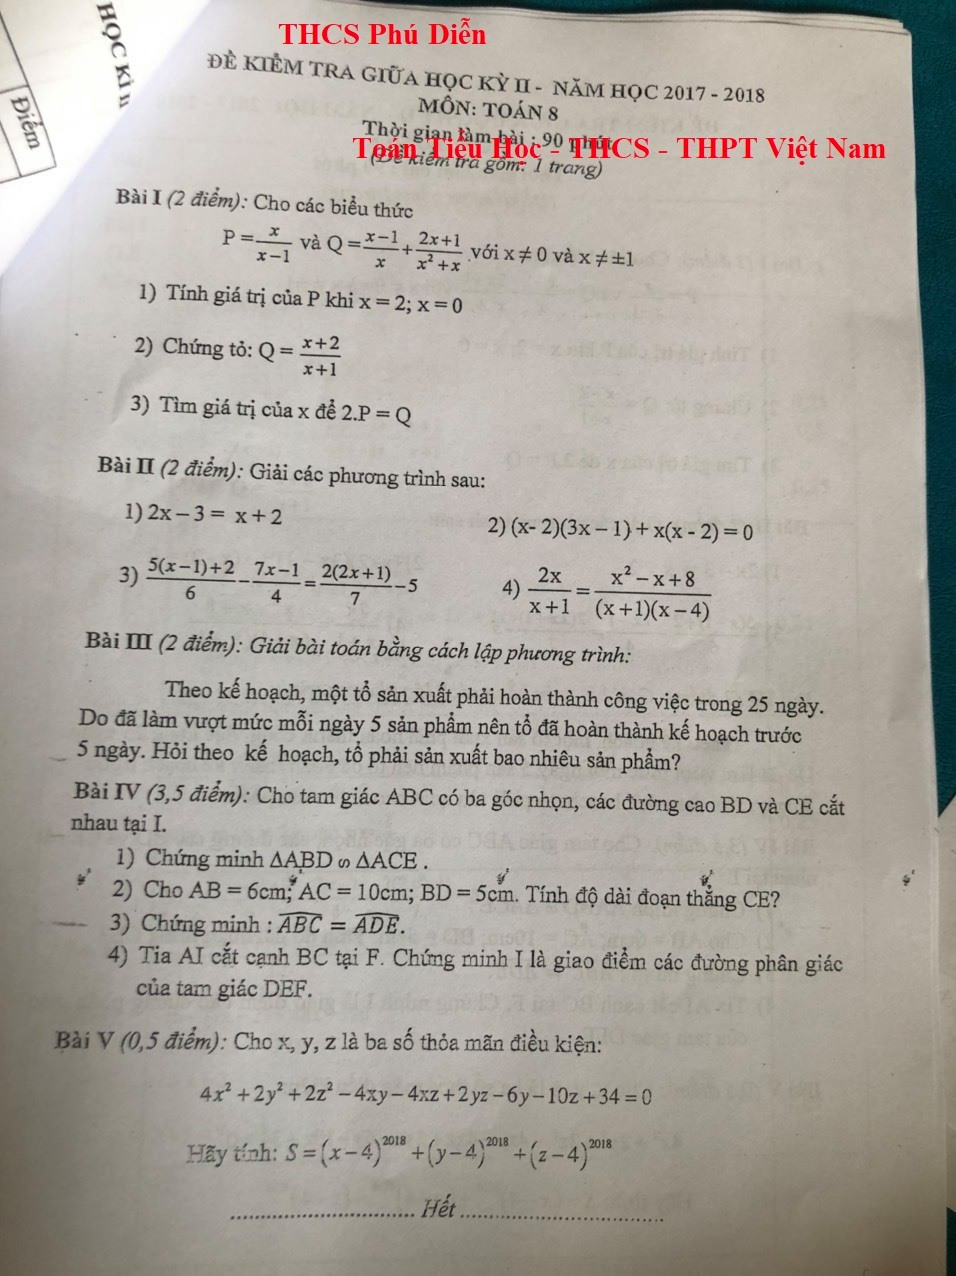 THCS Phú Diễn
HỌC KÌ II
Điểm
ĐỀ KIỂM TRA GIỮA HỌC KỲ II - NĂM HỌC 2017 - 2018
MÔN: TOÁN 8
Thời gian làm bài : 90 phút
Toán Tiểu Học - THCS - THPT Việt Nam
(Đề kiểm tra gồm: 1 trang)
Bài I (2 điểm): Cho các biểu thức
P = x/(x−1) và Q = (x−1)/x + (2x+1)/(x²+x) với x ≠ 0 và x ≠ ±1
1) Tính giá trị của P khi x = 2; x = 0
2) Chứng tỏ: Q = (x+2)/(x+1)
3) Tìm giá trị của x để 2.P = Q
Bài II (2 điểm): Giải các phương trình sau:
1) 2x – 3 = x + 2
2) (x- 2)(3x – 1) + x(x - 2) = 0
3) (5(x−1)+2)/6 − (7x−1)/4 = (2(2x+1))/7 − 5
4) 2x/(x+1) = (x²−x+8)/((x+1)(x−4))
Bài III (2 điểm): Giải bài toán bằng cách lập phương trình:
Theo kế hoạch, một tổ sản xuất phải hoàn thành công việc trong 25 ngày.
Do đã làm vượt mức mỗi ngày 5 sản phẩm nên tổ đã hoàn thành kế hoạch trước
5 ngày. Hỏi theo kế hoạch, tổ phải sản xuất bao nhiêu sản phẩm?
Bài IV (3,5 điểm): Cho tam giác ABC có ba góc nhọn, các đường cao BD và CE cắt
nhau tại I.
1) Chứng minh ΔABD ∽ ΔACE .
2) Cho AB = 6cm; AC = 10cm; BD = 5cm. Tính độ dài đoạn thẳng CE?
3) Chứng minh : ABC = ADE.
4) Tia AI cắt cạnh BC tại F. Chứng minh I là giao điểm các đường phân giác
của tam giác DEF.
Bài V (0,5 điểm): Cho x, y, z là ba số thỏa mãn điều kiện:
4x² + 2y² + 2z² − 4xy − 4xz + 2yz − 6y − 10z + 34 = 0
Hãy tính: S = (x−4)²⁰¹⁸ + (y−4)²⁰¹⁸ + (z−4)²⁰¹⁸
.............................. Hết ..................................